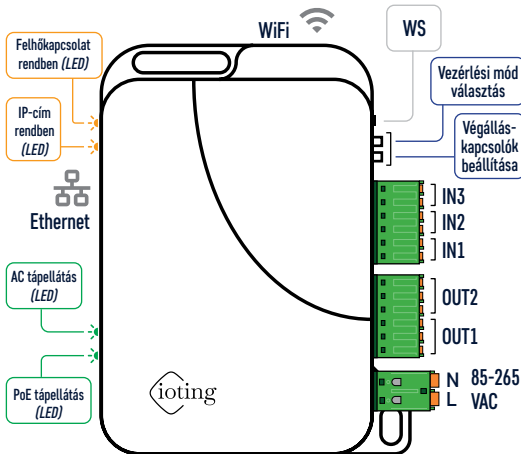 WiFi
WS
Felhőkapcsolat
rendben (LED)
IP-cím
rendben
(LED)
Ethernet
AC tápellátás
(LED)
PoE tápellátás
(LED)
Vezérlési mód
választás
Végállás-
kapcsolók
beállítása
IN3
IN2
IN1
OUT2
OUT1
N 85-265
L VAC
ioting